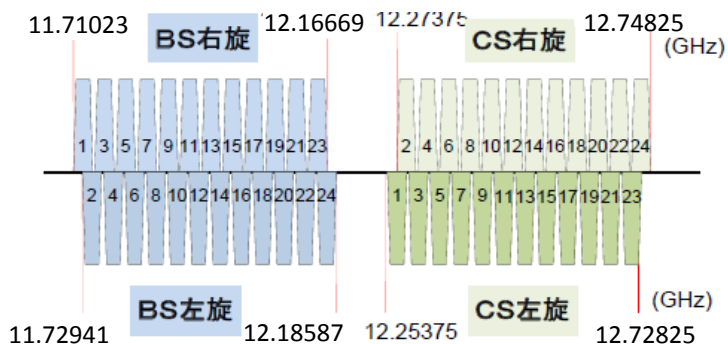 11.71023 BS右旋 12.16669 12.27375 CS右旋 12.74825
(GHz)
1 3 5 7 9 11 13 15 17 19 21 23 2 4 6 8 10 12 14 16 18 20 22 24
2 4 6 8 10 12 14 16 18 20 22 24 1 3 5 7 9 11 13 15 17 19 21 23
(GHz)
11.72941 BS左旋 12.18587 12.25375 CS左旋 12.72825